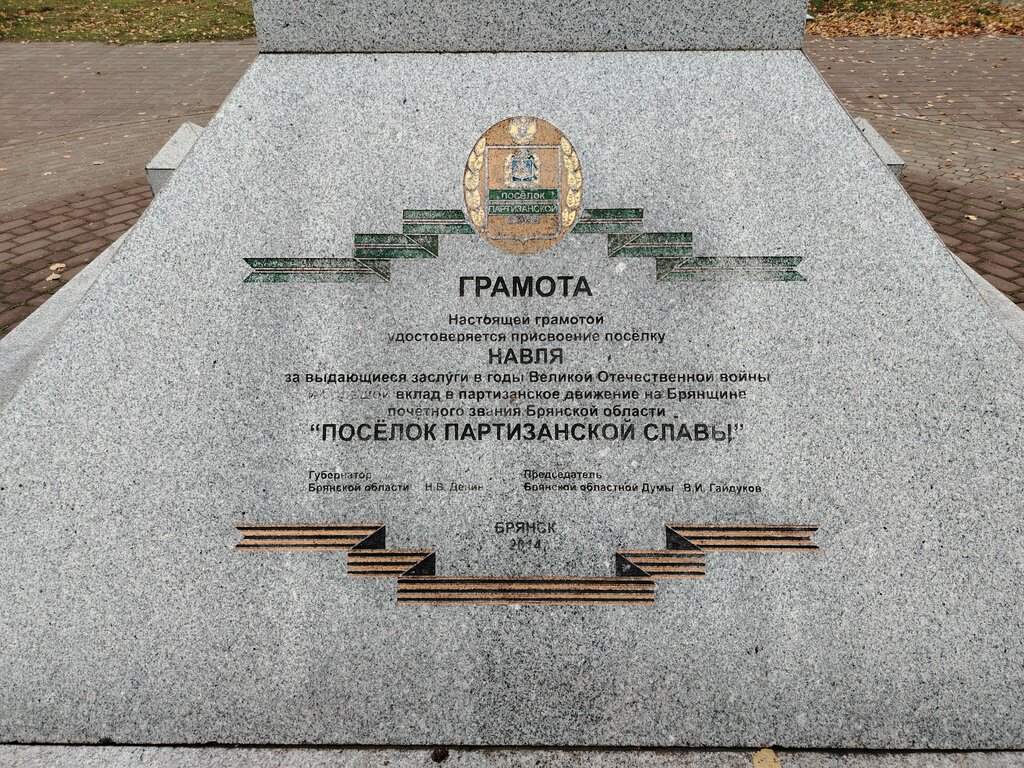 ПОСЁЛОК
ПАРТИЗАНСКОЙ
ГРАМОТА
Настоящей грамотой
удостоверяется присвоение посёлку
НАВЛЯ
за выдающиеся заслуги в годы Великой Отечественной войны
вклад в партизанское движение на Брянщине
почётного звания Брянской области
"ПОСЁЛОК ПАРТИЗАНСКОЙ СЛАВЫ"
Губернатор Председатель
Брянской области Н.В. Денин Брянской областной Думы В.И. Гайдуков
БРЯНСК
2014